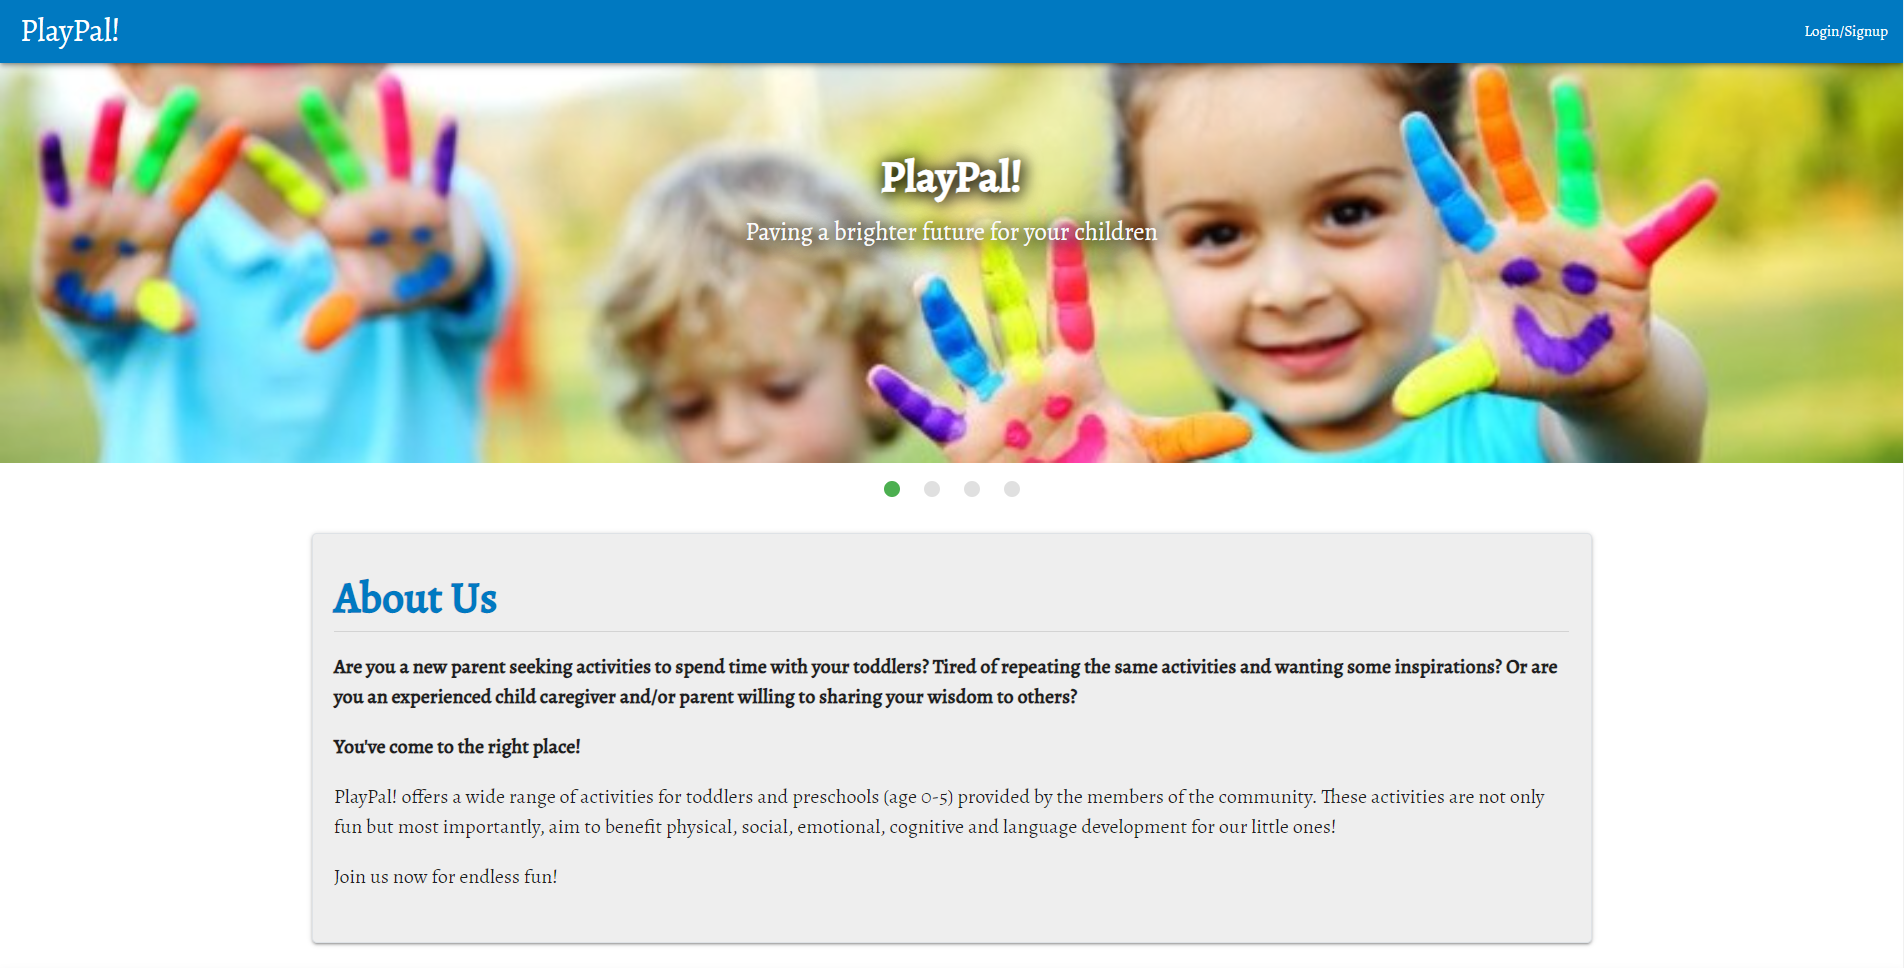 PlayPal!
Login/Signup
PlayPal!
Paving a brighter future for your children
About Us
Are you a new parent seeking activities to spend time with your toddlers? Tired of repeating the same activities and wanting some inspirations? Or are
you an experienced child caregiver and/or parent willing to sharing your wisdom to others?
You've come to the right place!
PlayPal! offers a wide range of activities for toddlers and preschools (age 0-5) provided by the members of the community. These activities are not only
fun but most importantly, aim to benefit physical, social, emotional, cognitive and language development for our little ones!
Join us now for endless fun!